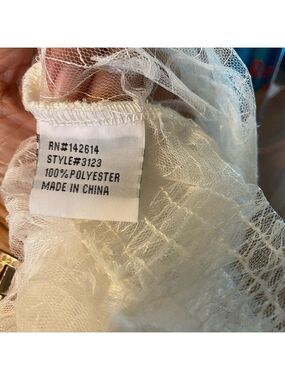 RN#142614
STYLE#3123
100%POLYESTER
MADE IN CHINA